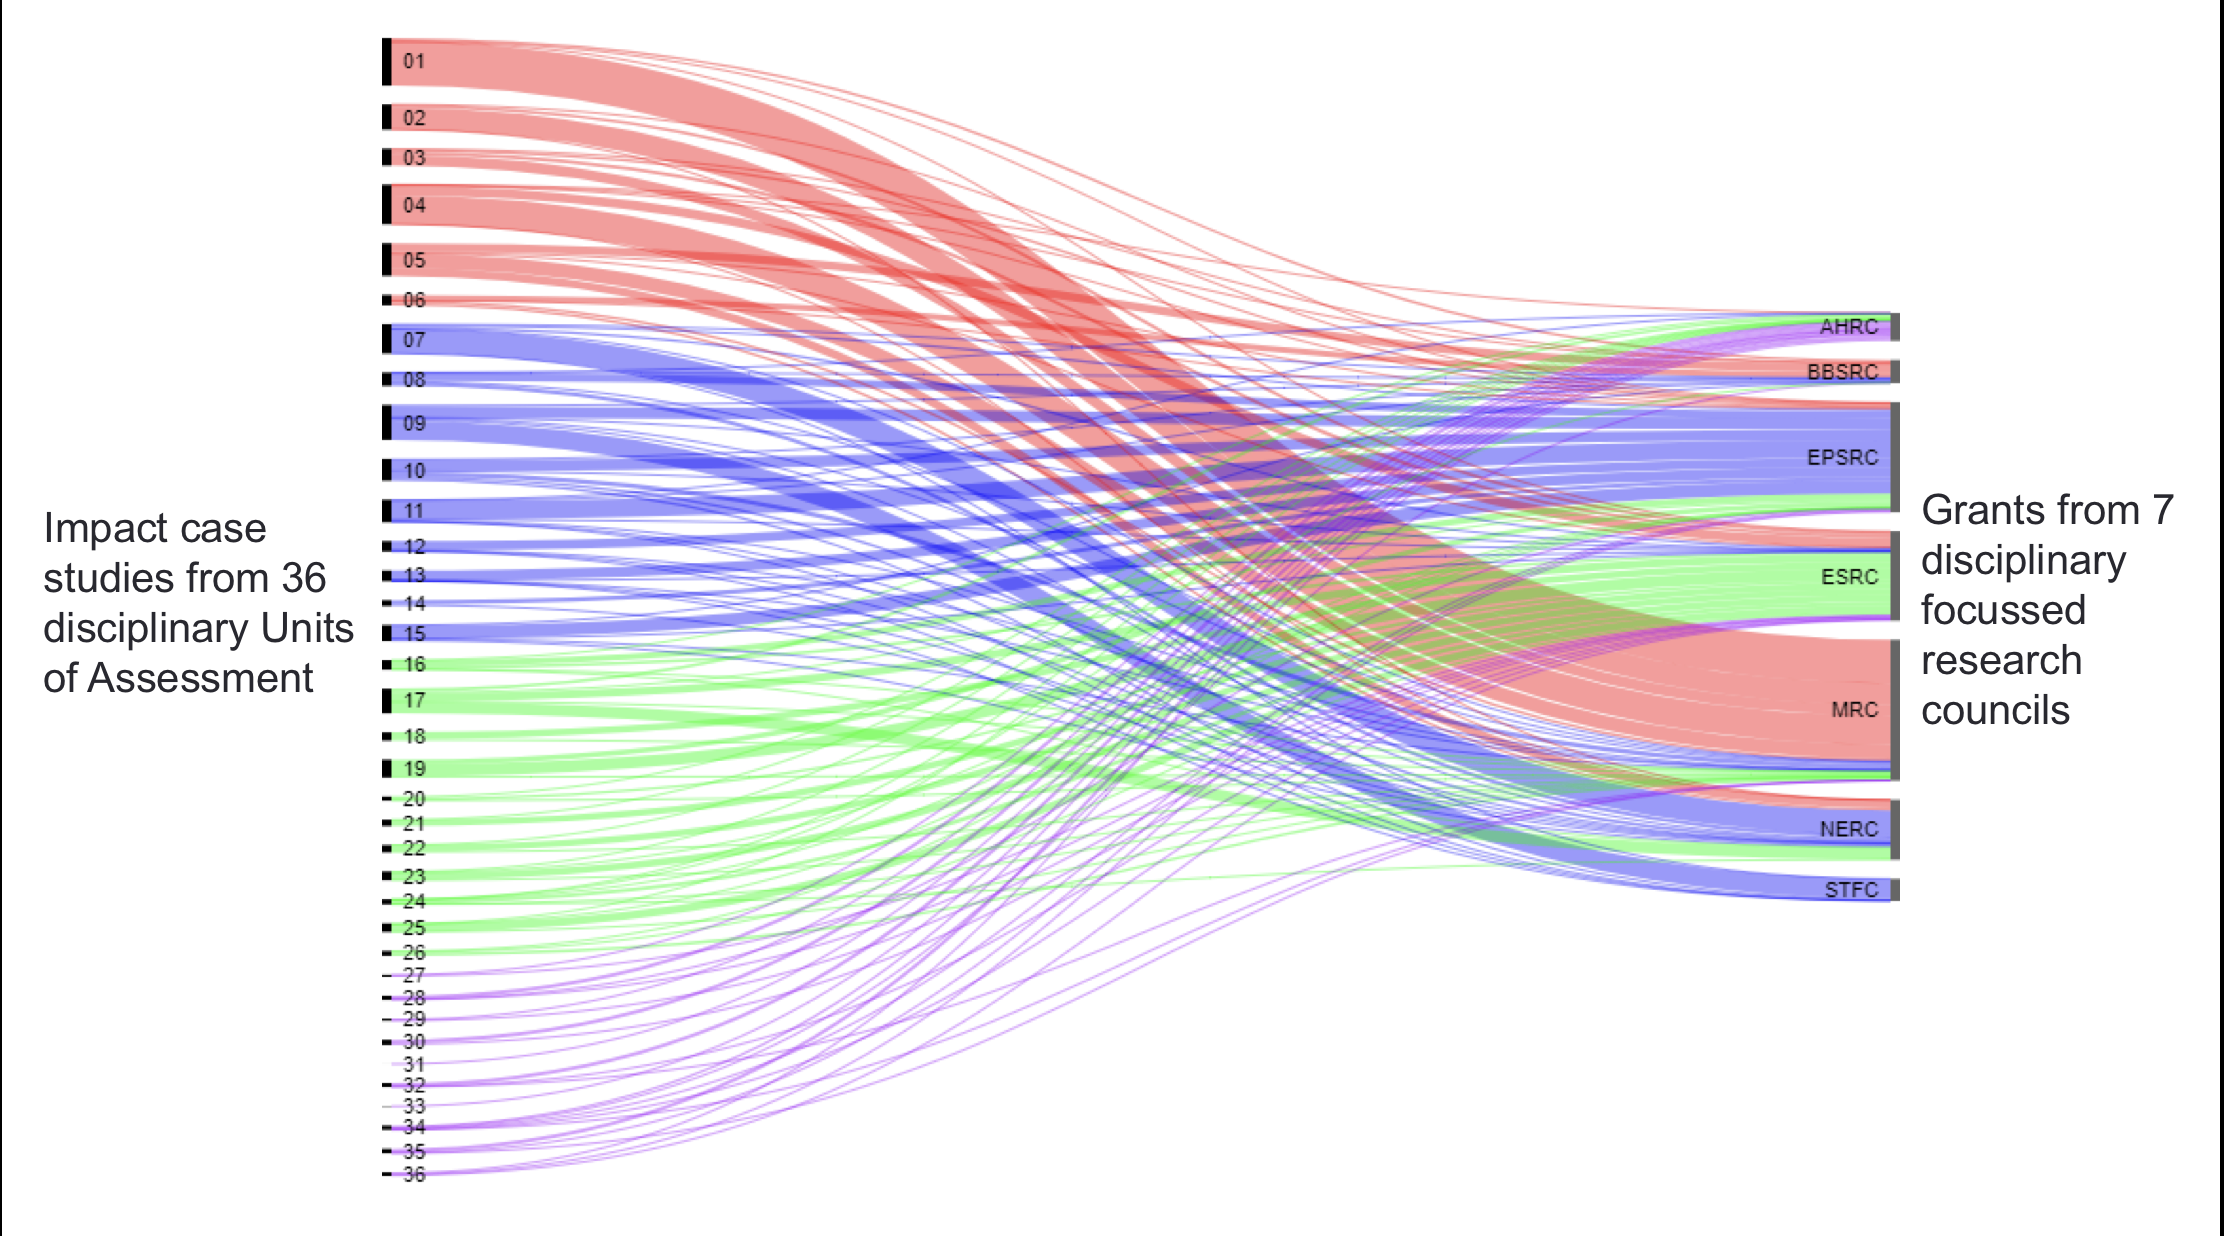 01
02
03
04
05
06
07
08
09
10
11
12
13
14
15
16
17
18
19
20
21
22
23
24
25
26
27
28
29
30
31
32
33
34
35
36
Impact case
studies from 36
disciplinary Units
of Assessment
AHRC
BBSRC
EPSRC
ESRC
MRC
NERC
STFC
Grants from 7
disciplinary
focussed
research
councils